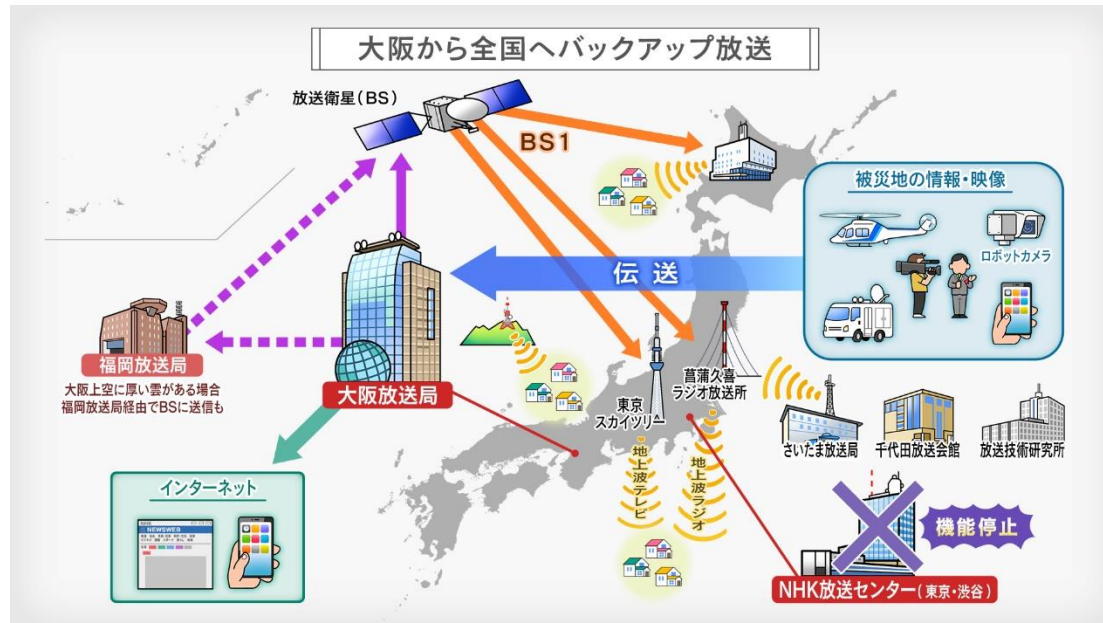 大阪から全国へバックアップ放送
放送衛星(BS)
BS1
被災地の情報・映像
ロボットカメラ
伝送
福岡放送局
大阪上空に厚い雲がある場合
福岡放送局経由でBSに送信も
大阪放送局
東京
スカイツリー
菖蒲久喜
ラジオ放送所
さいたま放送局
千代田放送会館
放送技術研究所
地上波テレビ
地上波ラジオ
インターネット
NEWSWEB
機能停止
NHK放送センター(東京・渋谷)